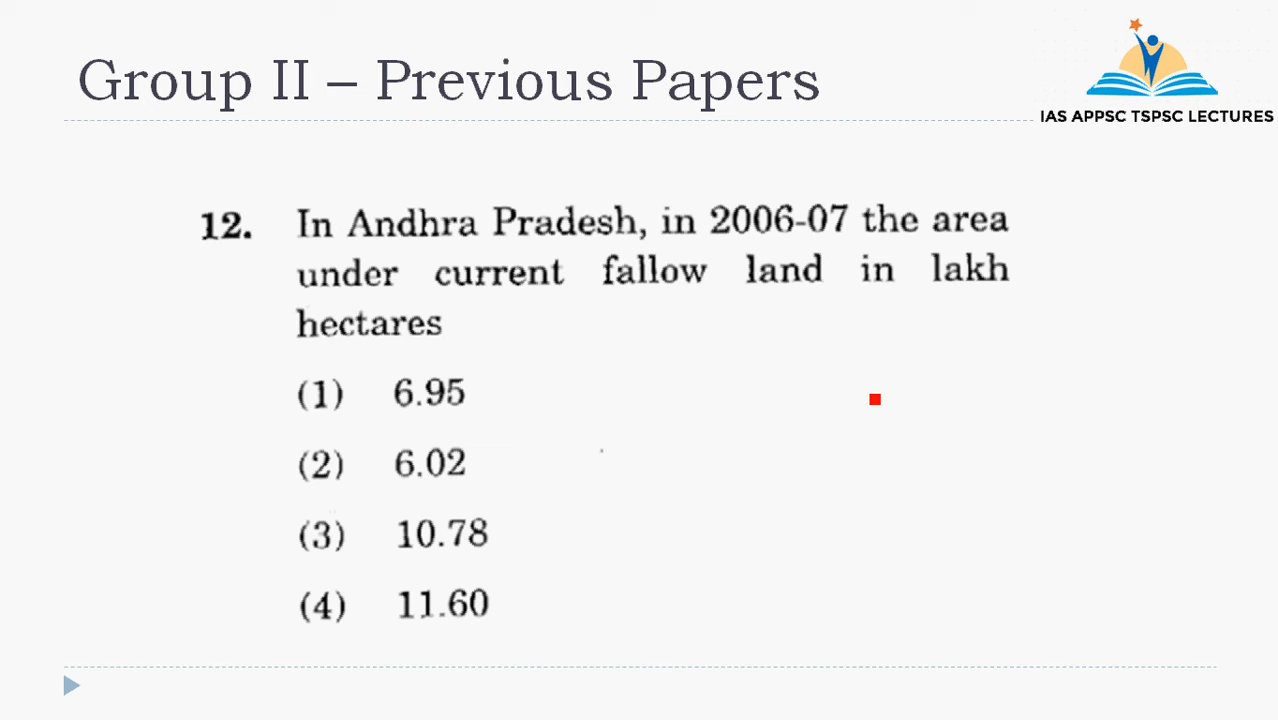 Group II – Previous Papers
IAS APPSC TSPSC LECTURES
12. In Andhra Pradesh, in 2006-07 the area
under current fallow land in lakh
hectares
(1) 6.95
(2) 6.02
(3) 10.78
(4) 11.60